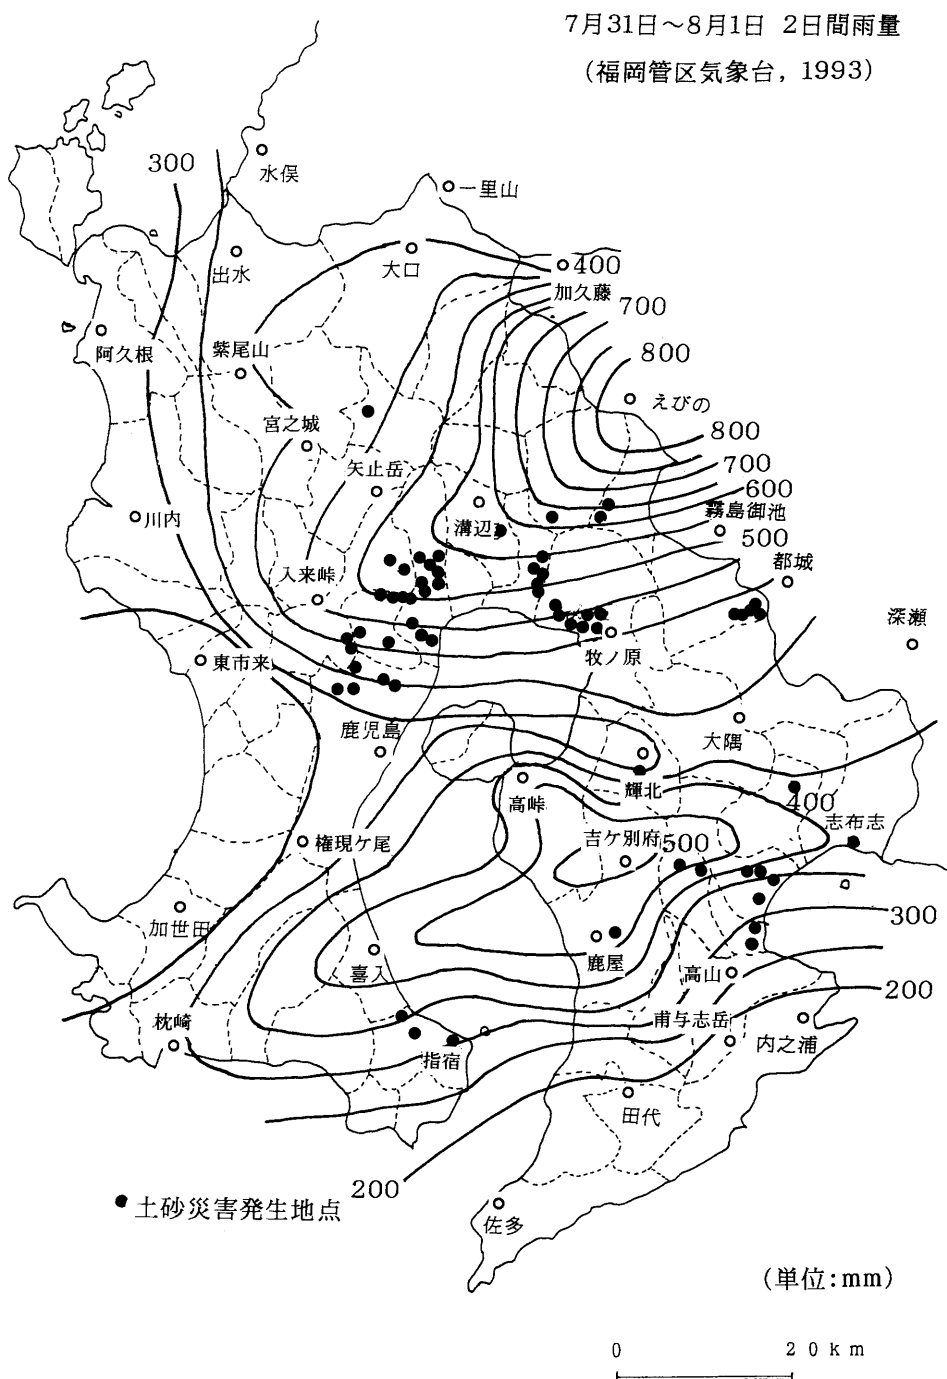 7月31日～8月1日 2日間雨量
(福岡管区気象台, 1993)
300
水俣
一里山
出水
大口
400
加久藤
700
阿久根
紫尾山
800
えびの
宮之城
800
矢止岳
700
600
川内
溝辺
霧島御池
500
都城
入来峠
深瀬
東市来
牧ノ原
鹿児島
大隅
高峠
輝北
400
志布志
権現ケ尾
吉ケ別府
500
加世田
300
喜入
鹿屋
高山
200
枕崎
甫与志岳
内之浦
指宿
田代
200
土砂災害発生地点
佐多
(単位:mm)
0 20km